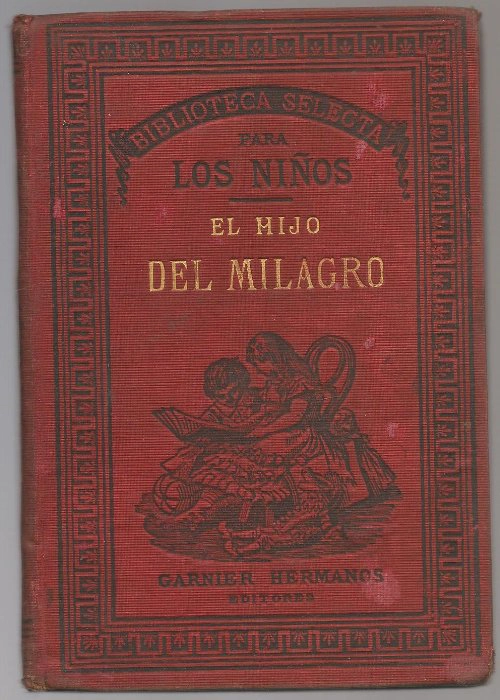 BIBLIOTECA SELECTA
PARA
LOS NIÑOS
EL HIJO
DEL MILAGRO
GARNIER HERMANOS
EDITORES